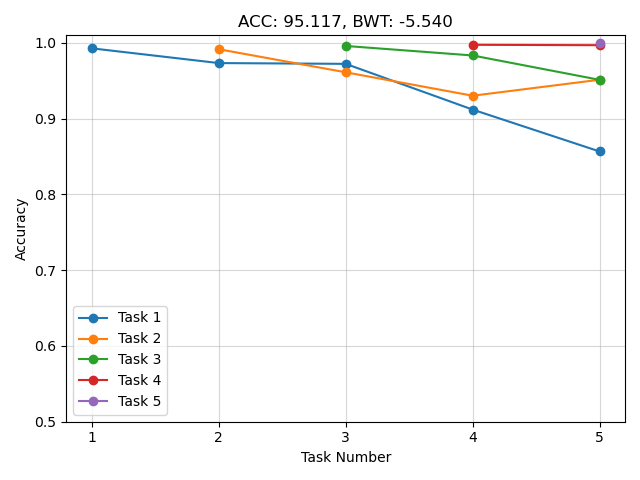 ACC: 95.117, BWT: -5.540
1.0
0.9
0.8
0.7
0.6
0.5
Accuracy
Task 1
Task 2
Task 3
Task 4
Task 5
1 2 3 4 5
Task Number